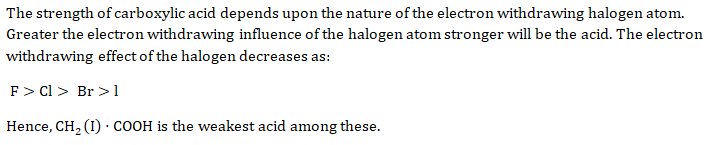 The strength of carboxylic acid depends upon the nature of the electron withdrawing halogen atom.
Greater the electron withdrawing influence of the halogen atom stronger will be the acid. The electron
withdrawing effect of the halogen decreases as:
F > Cl > Br > l
Hence, CH₂ (I) · COOH is the weakest acid among these.